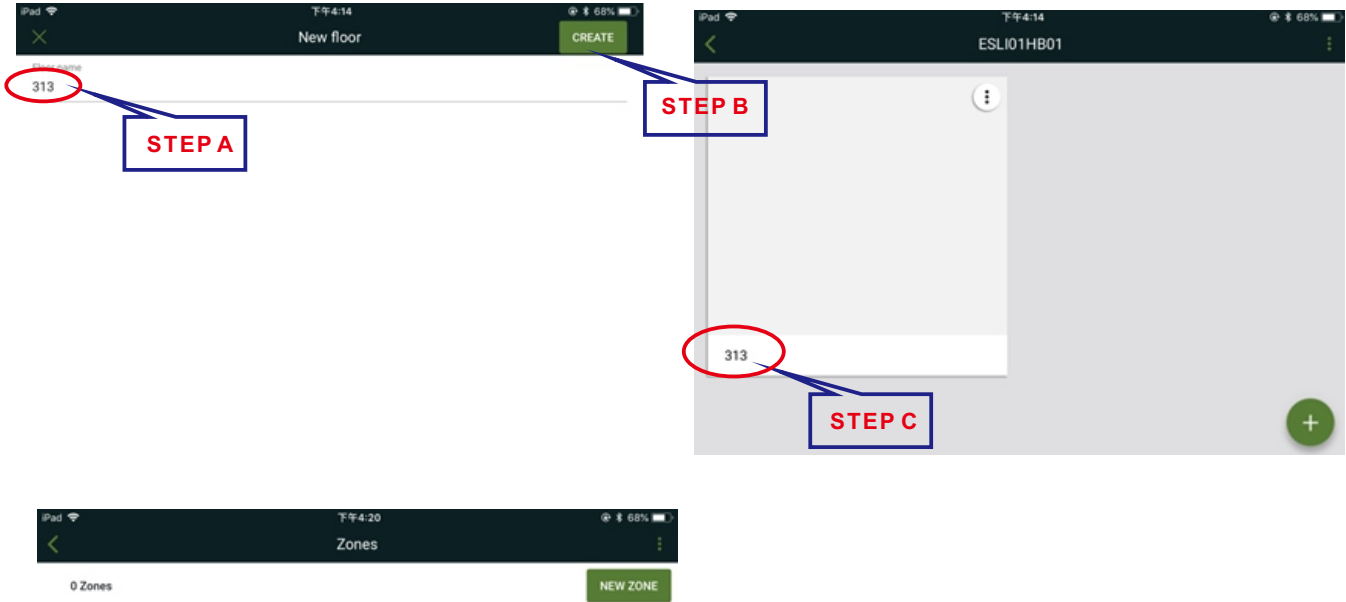 iPad 下午4:14 68%
New floor
CREATE
Floor name
313
STEP A
STEP B
iPad 下午4:14 68%
ESLI01HB01
313
STEP C
iPad 下午4:20 68%
Zones
0 Zones
NEW ZONE